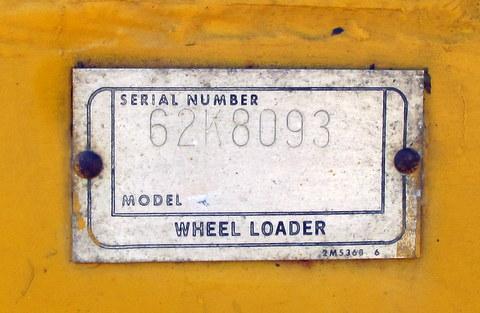 SERIAL NUMBER
62K8093
MODEL
WHEEL LOADER
2M5368 6